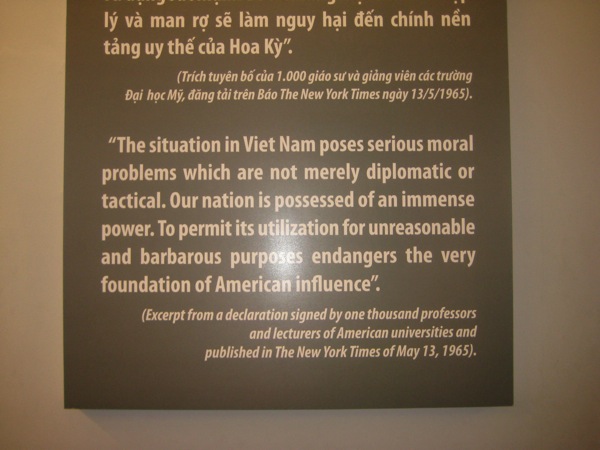 lý và man rợ sẽ làm nguy hại đến chính nền
tảng uy thế của Hoa Kỳ”.
(Trích tuyên bố của 1.000 giáo sư và giảng viên các trường
Đại học Mỹ, đăng tải trên Báo The New York Times ngày 13/5/1965).
“The situation in Viet Nam poses serious moral
problems which are not merely diplomatic or
tactical. Our nation is possessed of an immense
power. To permit its utilization for unreasonable
and barbarous purposes endangers the very
foundation of American influence”.
(Excerpt from a declaration signed by one thousand professors
and lecturers of American universities and
published in The New York Times of May 13, 1965).